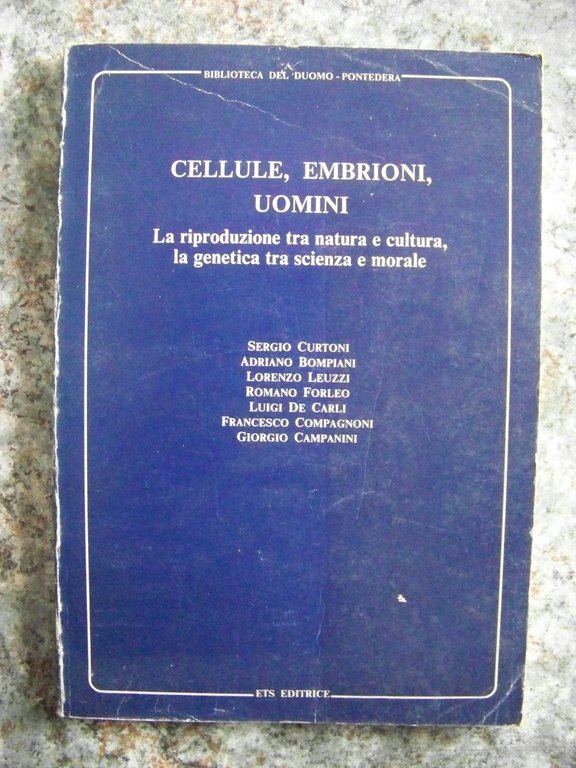 BIBLIOTECA DEL DUOMO - PONTEDERA
CELLULE, EMBRIONI,
UOMINI
La riproduzione tra natura e cultura,
la genetica tra scienza e morale
SERGIO CURTONI
ADRIANO BOMPIANI
LORENZO LEUZZI
ROMANO FORLEO
LUIGI DE CARLI
FRANCESCO COMPAGNONI
GIORGIO CAMPANINI
ETS EDITRICE